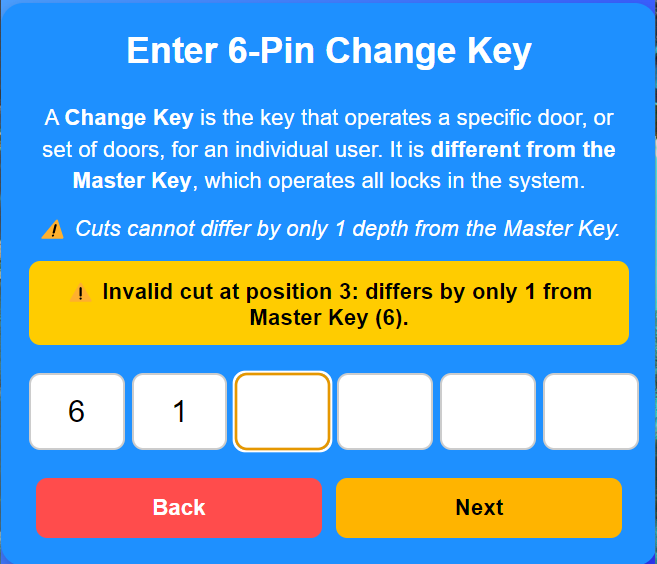 Enter 6-Pin Change Key
A Change Key is the key that operates a specific door, or
set of doors, for an individual user. It is different from the
Master Key, which operates all locks in the system.
⚠️ Cuts cannot differ by only 1 depth from the Master Key.
⚠️ Invalid cut at position 3: differs by only 1 from
Master Key (6).
6 1
Back Next